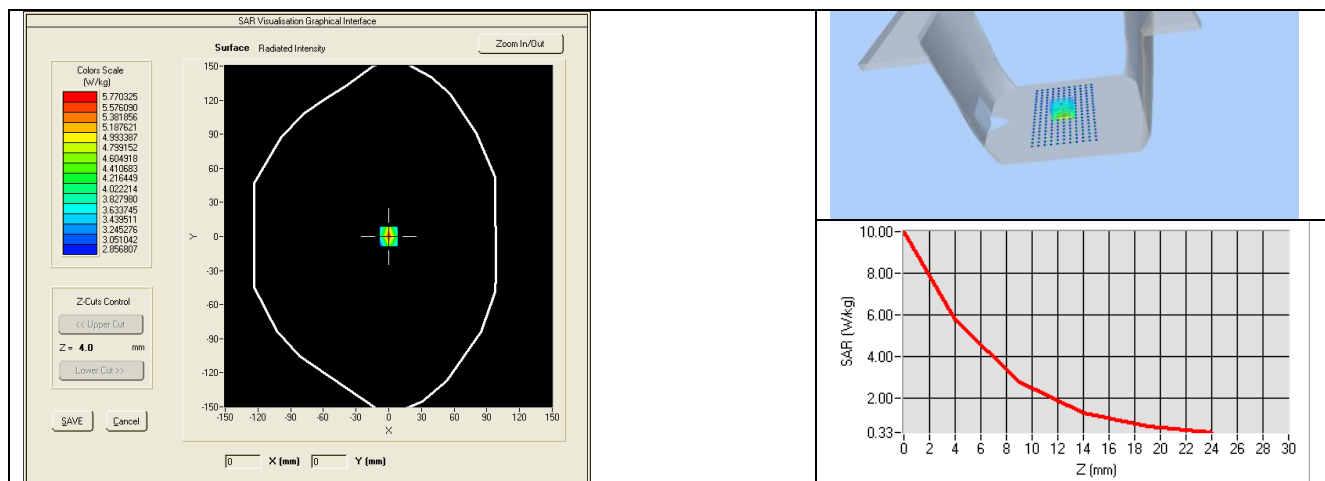 SAR Visualisation Graphical Interface
Surface Radiated Intensity
Zoom In/Out
Colors Scale
(W/kg)
5.770325
5.576090
5.381856
5.187621
4.993387
4.799152
4.604918
4.410683
4.216449
4.022214
3.827980
3.633745
3.439511
3.245276
3.051042
2.856807
Z-Cuts Control
<< Upper Cut
Z = 4.0 mm
Lower Cut >>
SAVE Cancel
150-
120-
90-
60-
30-
0-
-30-
-60-
-90-
-120-
-150-
Y
-150 -120 -90 -60 -30 0 30 60 90 120 150
X
0 X (mm) 0 Y (mm)
10.00-
8.00-
6.00-
4.00-
2.00-
0.33-
SAR (W/kg)
0 2 4 6 8 10 12 14 16 18 20 22 24 26 28 30
Z (mm)